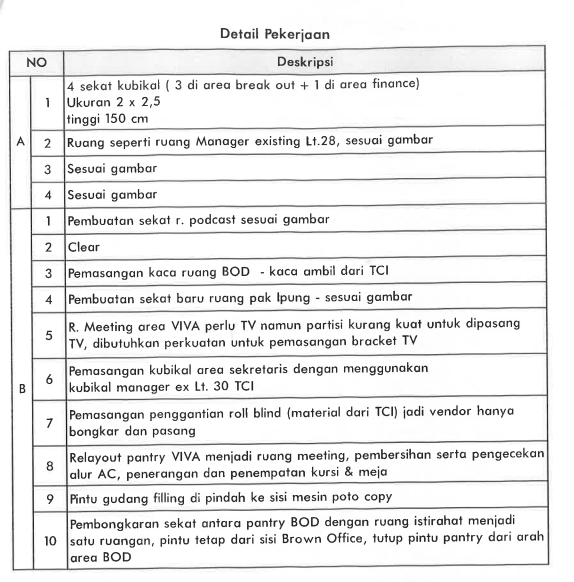 Detail Pekerjaan
NO Deskripsi
A
1 4 sekat kubikal ( 3 di area break out + 1 di area finance)
Ukuran 2 x 2,5
tinggi 150 cm
2 Ruang seperti ruang Manager existing Lt.28, sesuai gambar
3 Sesuai gambar
4 Sesuai gambar
B
1 Pembuatan sekat r. podcast sesuai gambar
2 Clear
3 Pemasangan kaca ruang BOD - kaca ambil dari TCI
4 Pembuatan sekat baru ruang pak Ipung - sesuai gambar
5 R. Meeting area VIVA perlu TV namun partisi kurang kuat untuk dipasang
TV, dibutuhkan perkuatan untuk pemasangan bracket TV
6 Pemasangan kubikal area sekretaris dengan menggunakan
kubikal manager ex Lt. 30 TCI
7 Pemasangan penggantian roll blind (material dari TCI) jadi vendor hanya
bongkar dan pasang
8 Relayout pantry VIVA menjadi ruang meeting, pembersihan serta pengecekan
alur AC, penerangan dan penempatan kursi & meja
9 Pintu gudang filling di pindah ke sisi mesin poto copy
10 Pembongkaran sekat antara pantry BOD dengan ruang istirahat menjadi
satu ruangan, pintu tetap dari sisi Brown Office, tutup pintu pantry dari arah
area BOD